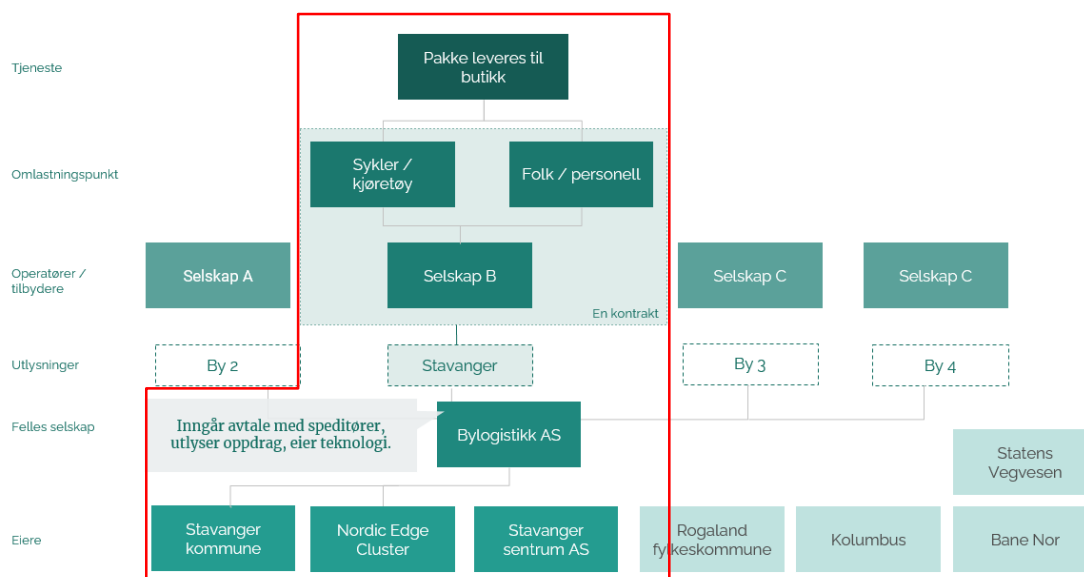 Tjeneste
Pakke leveres til
butikk
Omlastningspunkt
Sykler /
kjøretøy
Folk / personell
Operatører /
tilbydere
Selskap A
Selskap B
Selskap C
Selskap C
En kontrakt
Utlysninger
By 2
Stavanger
By 3
By 4
Felles selskap
Inngår avtale med speditører,
utlyser oppdrag, eier teknologi.
Bylogistikk AS
Statens
Vegvesen
Eiere
Stavanger
kommune
Nordic Edge
Cluster
Stavanger
sentrum AS
Rogaland
fylkeskommune
Kolumbus
Bane Nor